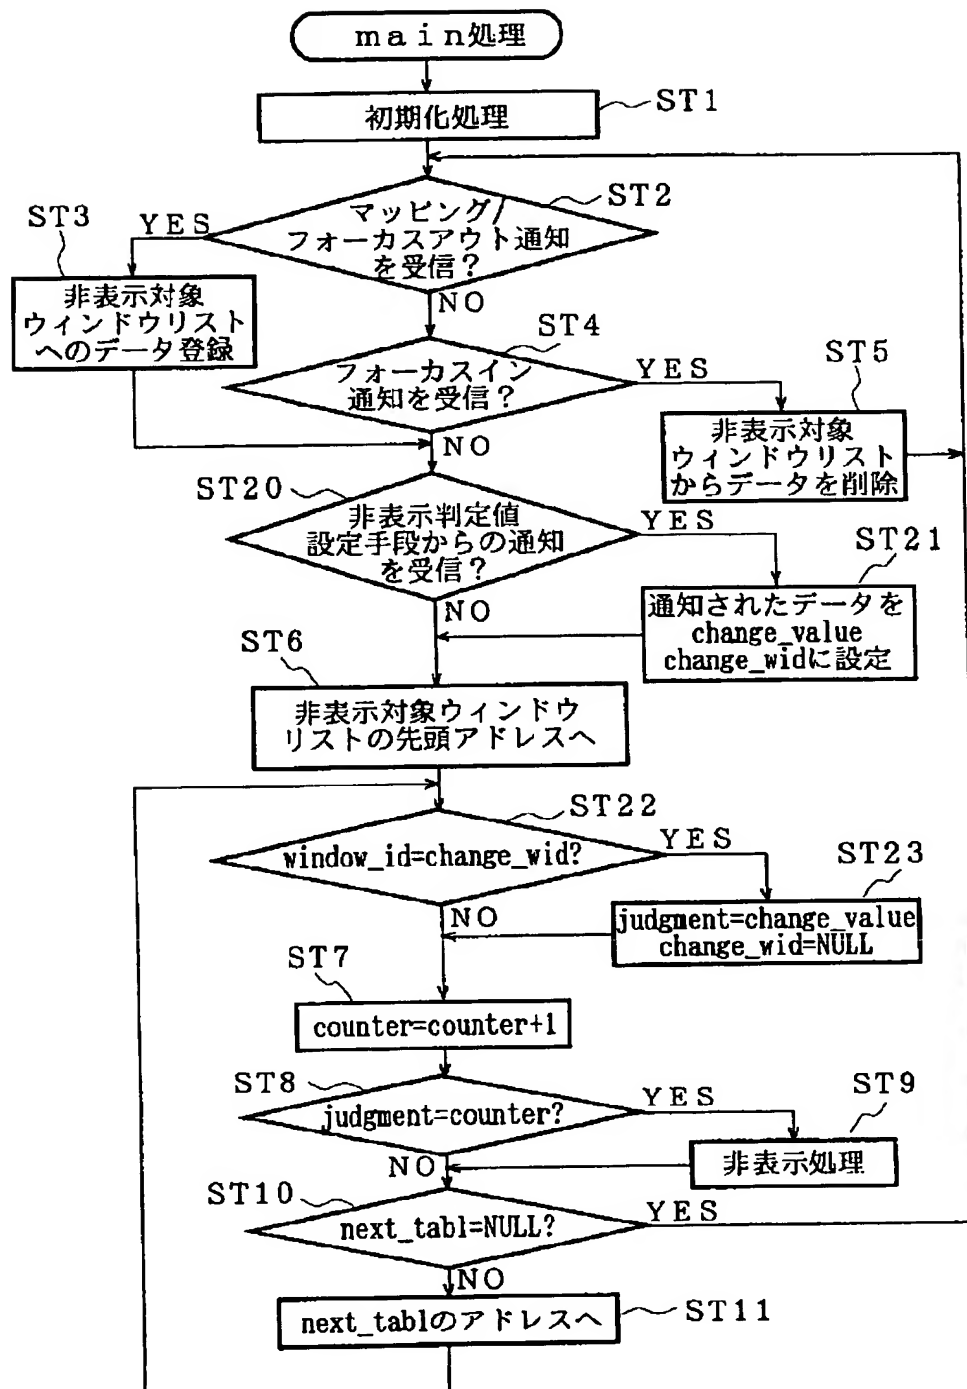 main処理
初期化処理
ST1
ST2
マッピング/
フォーカスアウト通知
を受信?
YES
NO
ST3
非表示対象
ウィンドウリスト
へのデータ登録
ST4
フォーカスイン
通知を受信?
YES
NO
ST5
非表示対象
ウィンドウリスト
からデータを削除
ST20
非表示判定値
設定手段からの通知
を受信?
YES
NO
ST21
通知されたデータを
change_value
change_widに設定
ST6
非表示対象ウィンドウ
リストの先頭アドレスへ
ST22
window_id=change_wid?
YES
NO
ST23
judgment=change_value
change_wid=NULL
ST7
counter=counter+1
ST8
judgment=counter?
YES
NO
ST9
非表示処理
ST10
next_tabl=NULL?
YES
NO
next_tablのアドレスへ
ST11